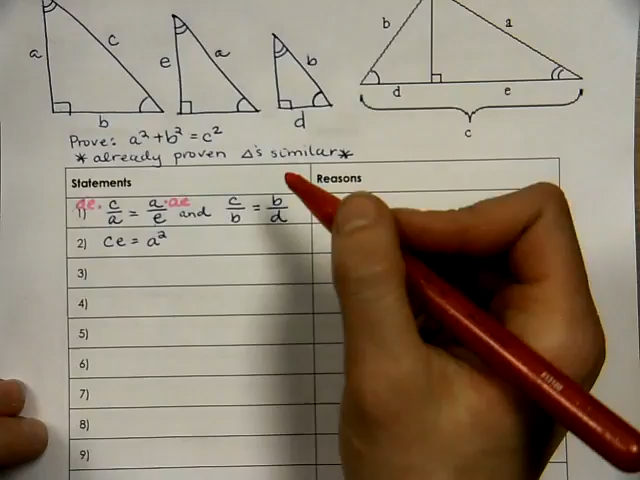 a c b
e a
b d
b a d e c
Prove: a² + b² = c²
* already proven Δ's similar *
Statements Reasons
1) ae · c/a = a/e · ae and c/b = b/d
2) ce = a²
3)
4)
5)
6)
7)
8)
9)